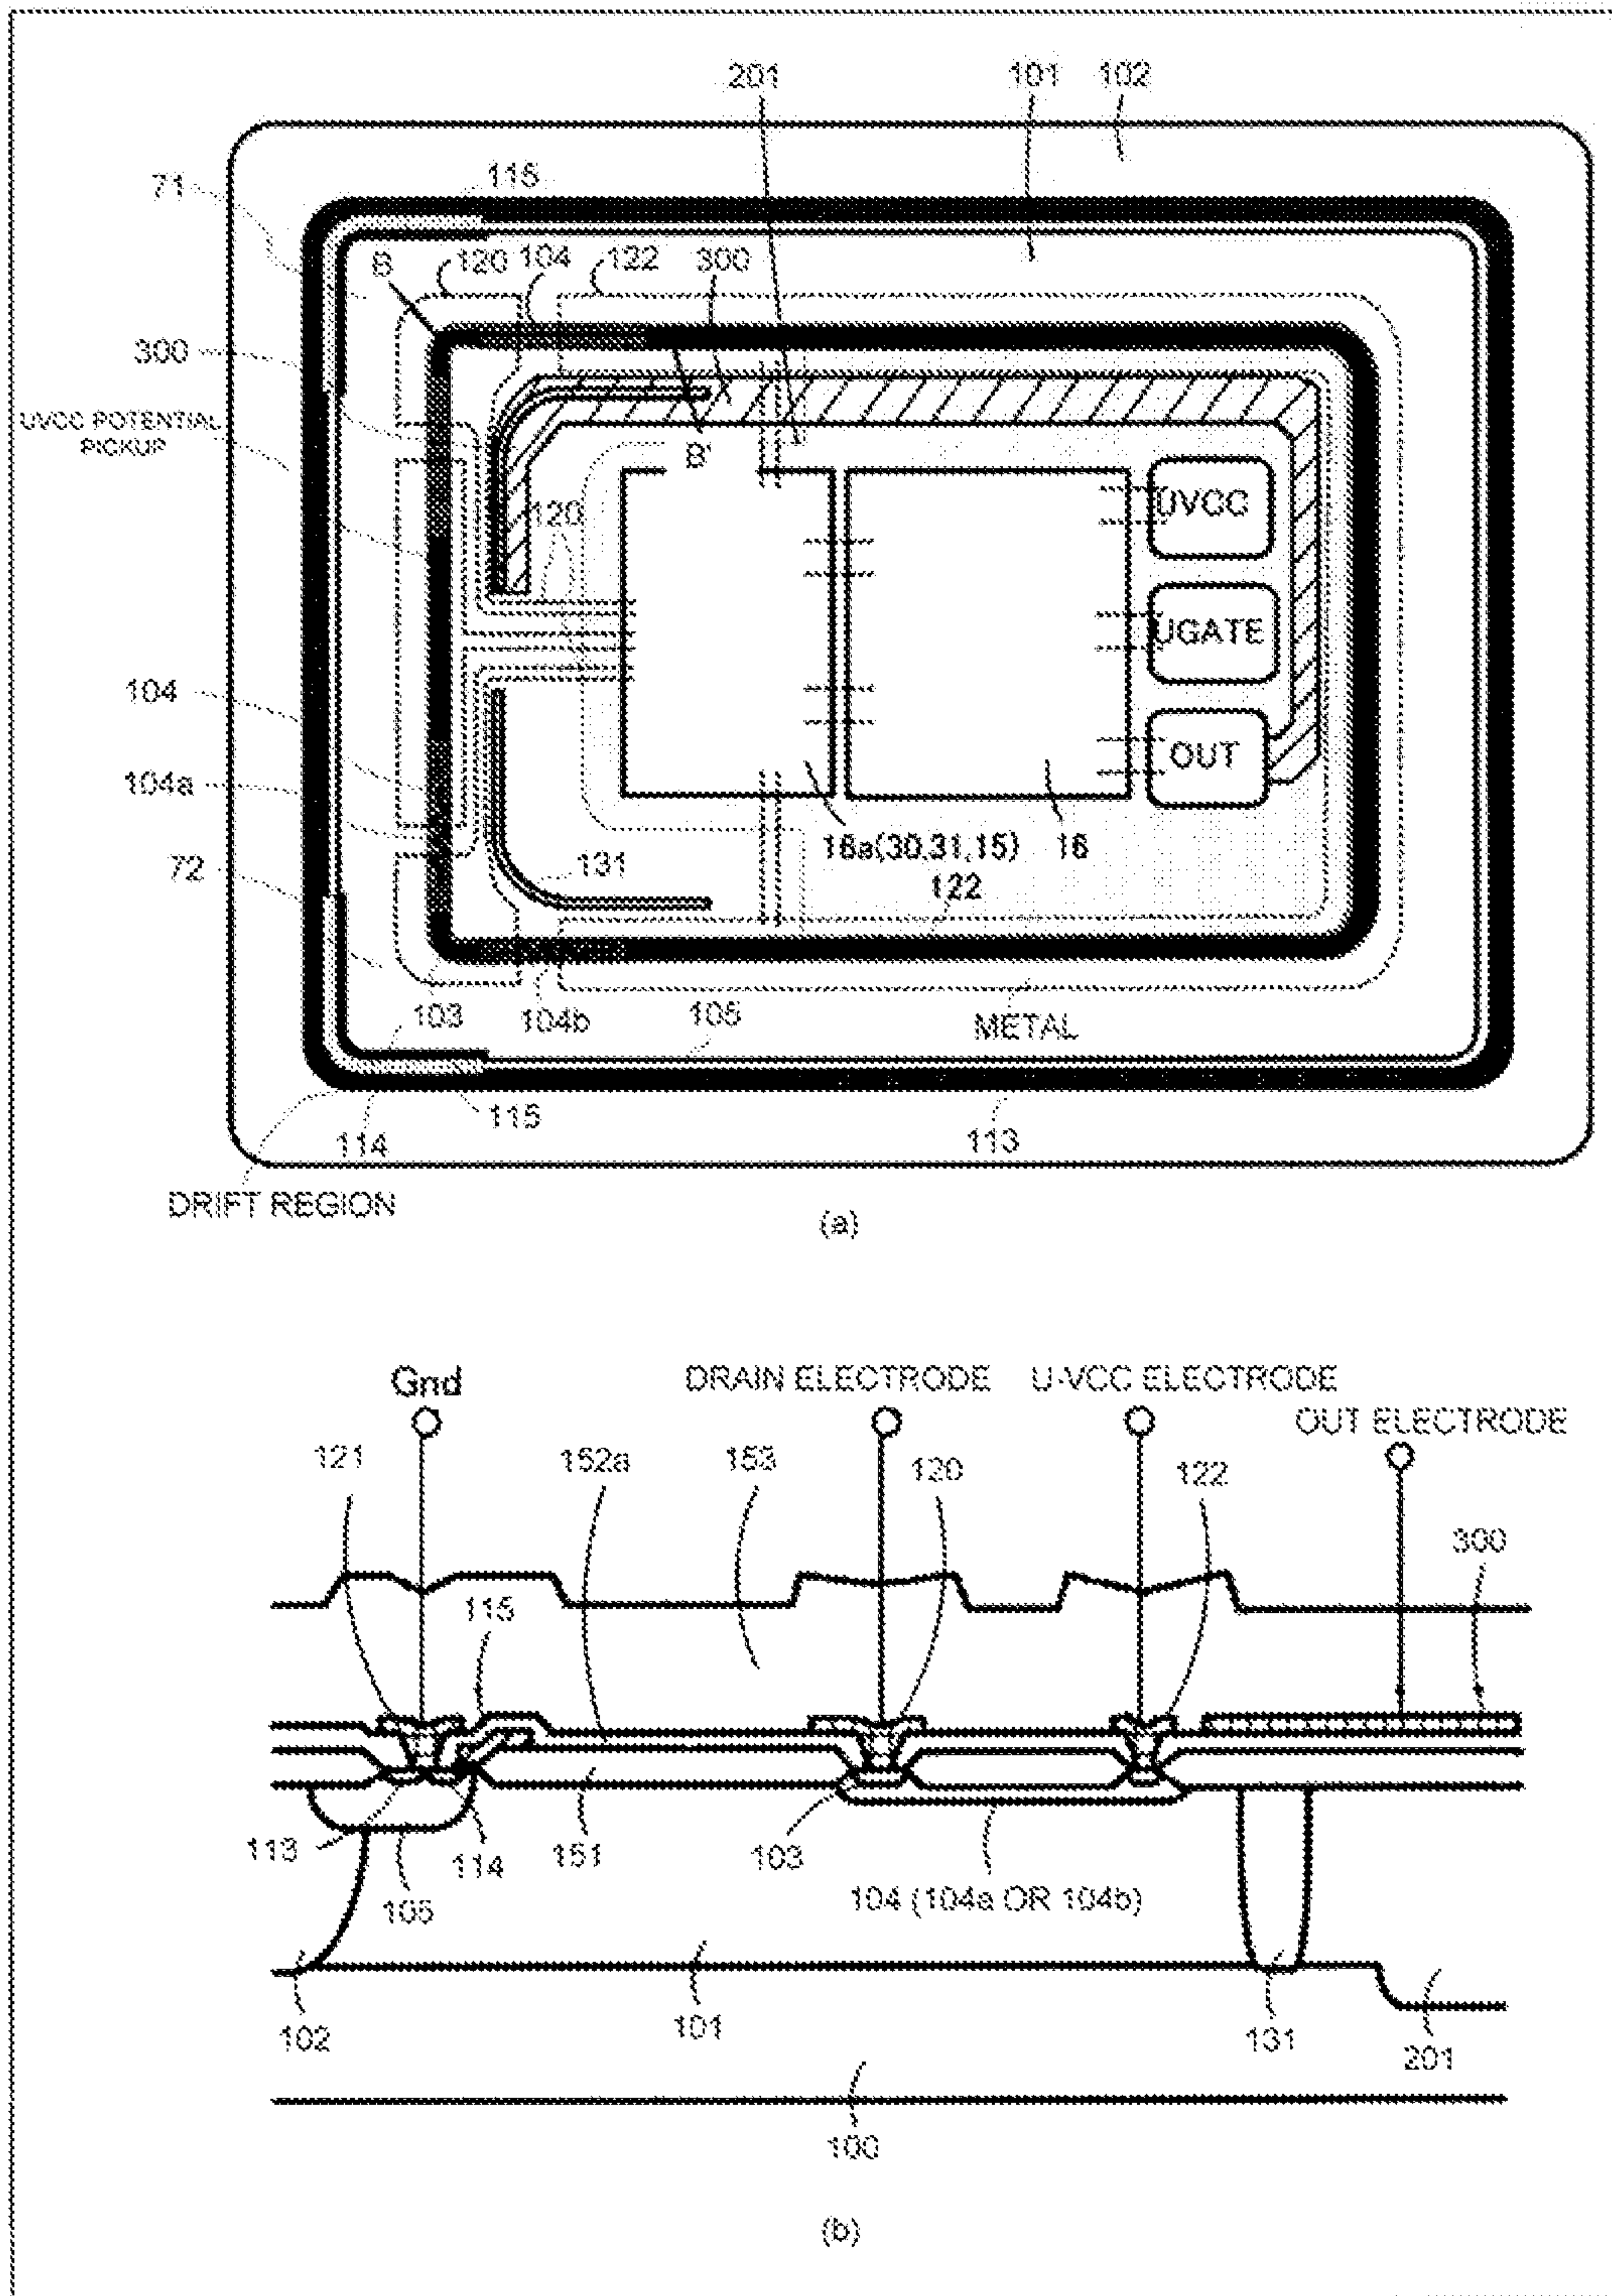 201 101 102
71 115
B 120 104 122 300
300
UVCC POTENTIAL
PICKUP
B'
UVCC
120
UGATE
104
OUT
104a
16a(30,31,15) 16
72 131 122
103 104b 105 METAL
114 115 113
DRIFT REGION
(a)
Gnd DRAIN ELECTRODE U-VCC ELECTRODE
OUT ELECTRODE
121 152a 153 120 122
300
115
113 114 151 103
105 104 (104a OR 104b)
102 101 131 201
100
(b)